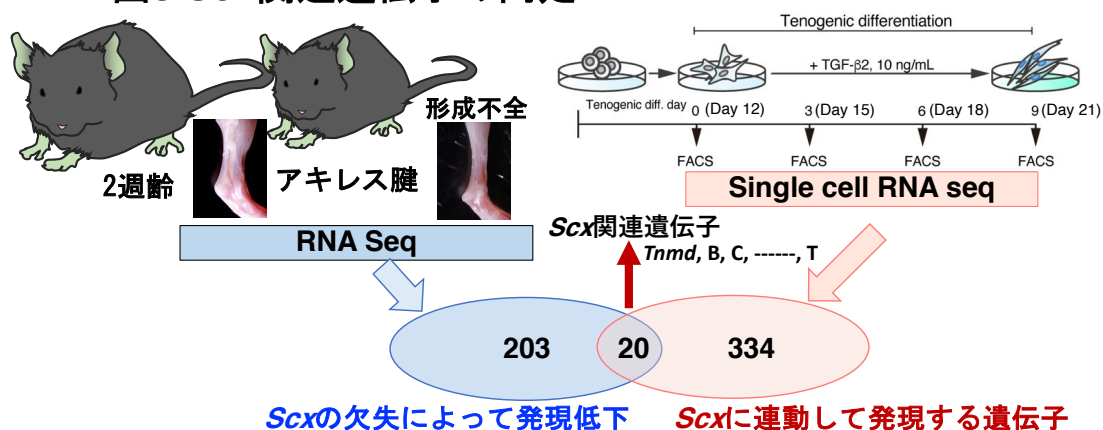 Tenogenic differentiation
+ TGF-β2, 10 ng/mL
Tenogenic diff. day
0 (Day 12)
3 (Day 15)
6 (Day 18)
9 (Day 21)
FACS
FACS
FACS
FACS
Single cell RNA seq
形成不全
2週齢
アキレス腱
RNA Seq
Scx関連遺伝子
Tnmd, B, C, ------, T
203
20
334
Scxの欠失によって発現低下
Scxに連動して発現する遺伝子